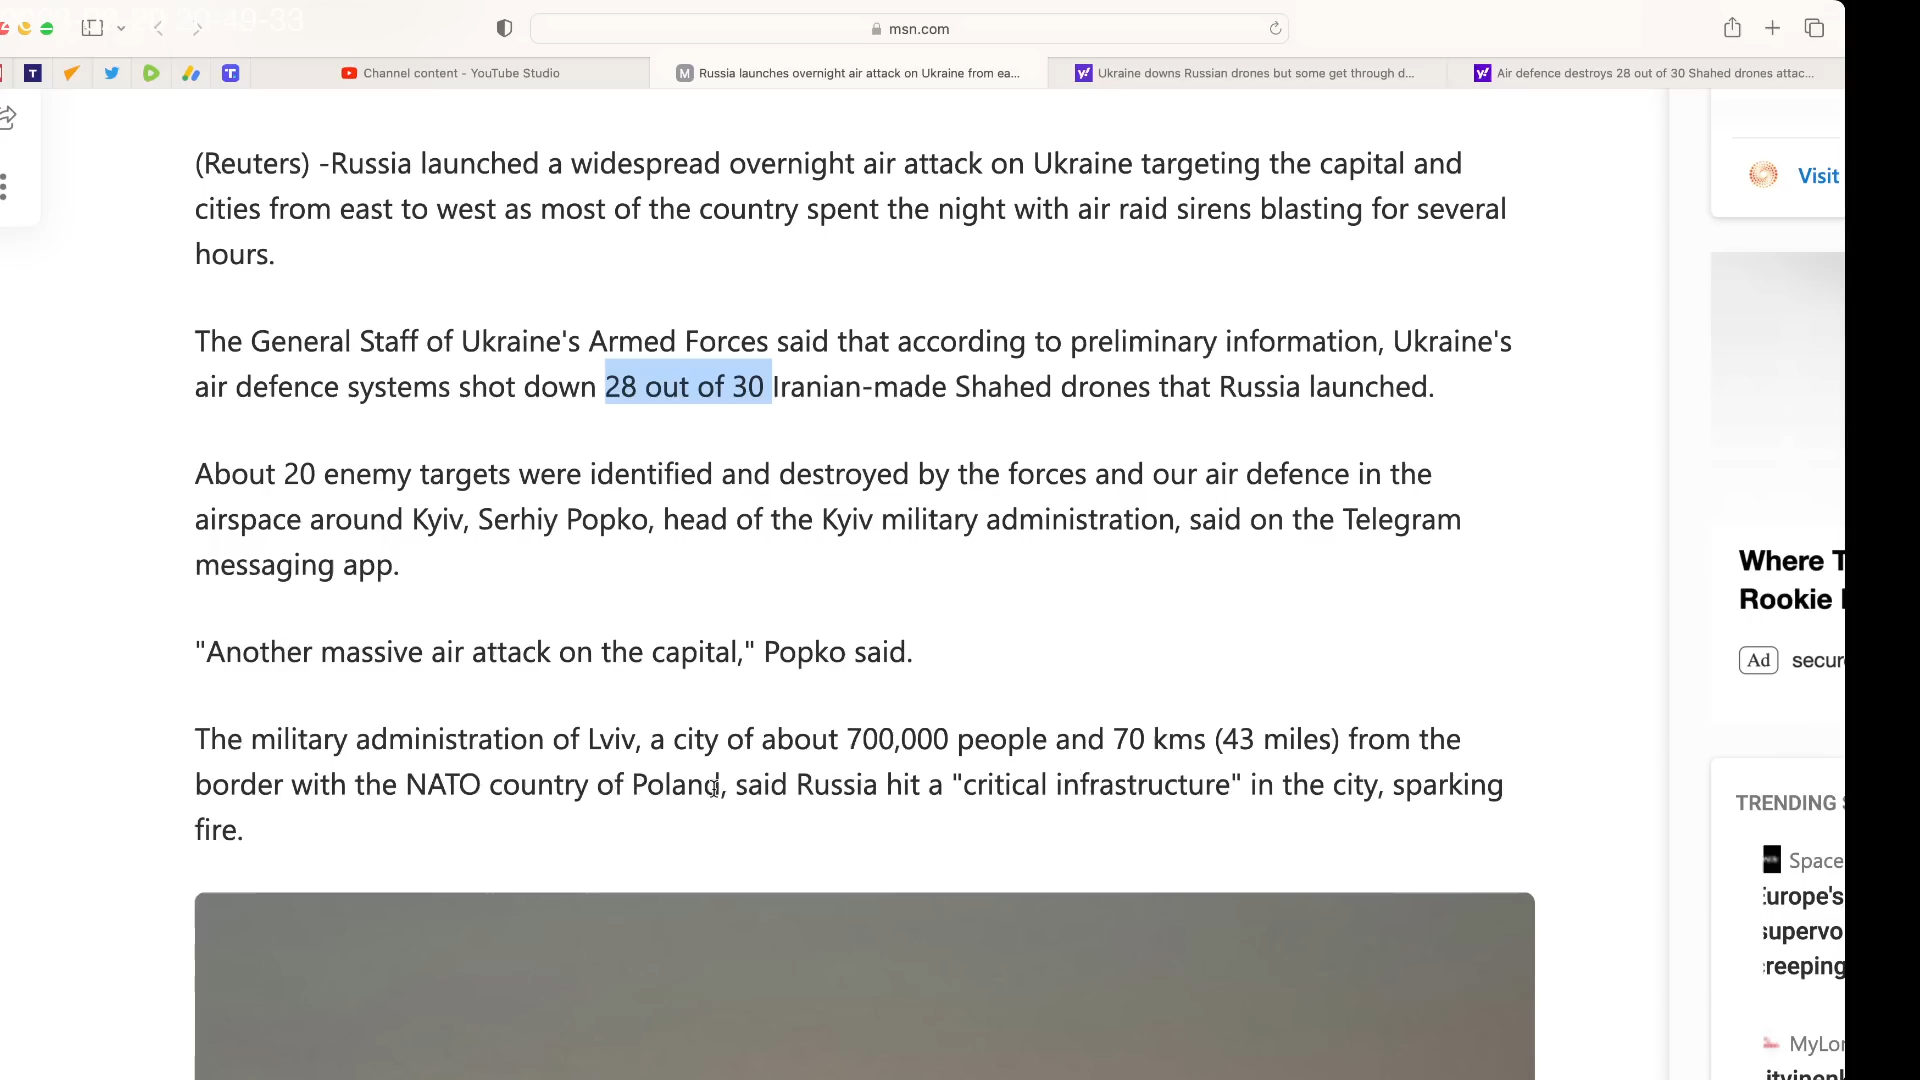 msn.com
Channel content - YouTube Studio
M Russia launches overnight air attack on Ukraine from ea...
y! Ukraine downs Russian drones but some get through d...
y! Air defence destroys 28 out of 30 Shahed drones attac...
(Reuters) -Russia launched a widespread overnight air attack on Ukraine targeting the capital and
cities from east to west as most of the country spent the night with air raid sirens blasting for several
hours.
The General Staff of Ukraine's Armed Forces said that according to preliminary information, Ukraine's
air defence systems shot down 28 out of 30 Iranian-made Shahed drones that Russia launched.
About 20 enemy targets were identified and destroyed by the forces and our air defence in the
airspace around Kyiv, Serhiy Popko, head of the Kyiv military administration, said on the Telegram
messaging app.
"Another massive air attack on the capital," Popko said.
The military administration of Lviv, a city of about 700,000 people and 70 kms (43 miles) from the
border with the NATO country of Poland, said Russia hit a "critical infrastructure" in the city, sparking
fire.
Visit
Where T
Rookie
Ad secur
TRENDING
Space
Europe's
supervo
creeping
MyLor